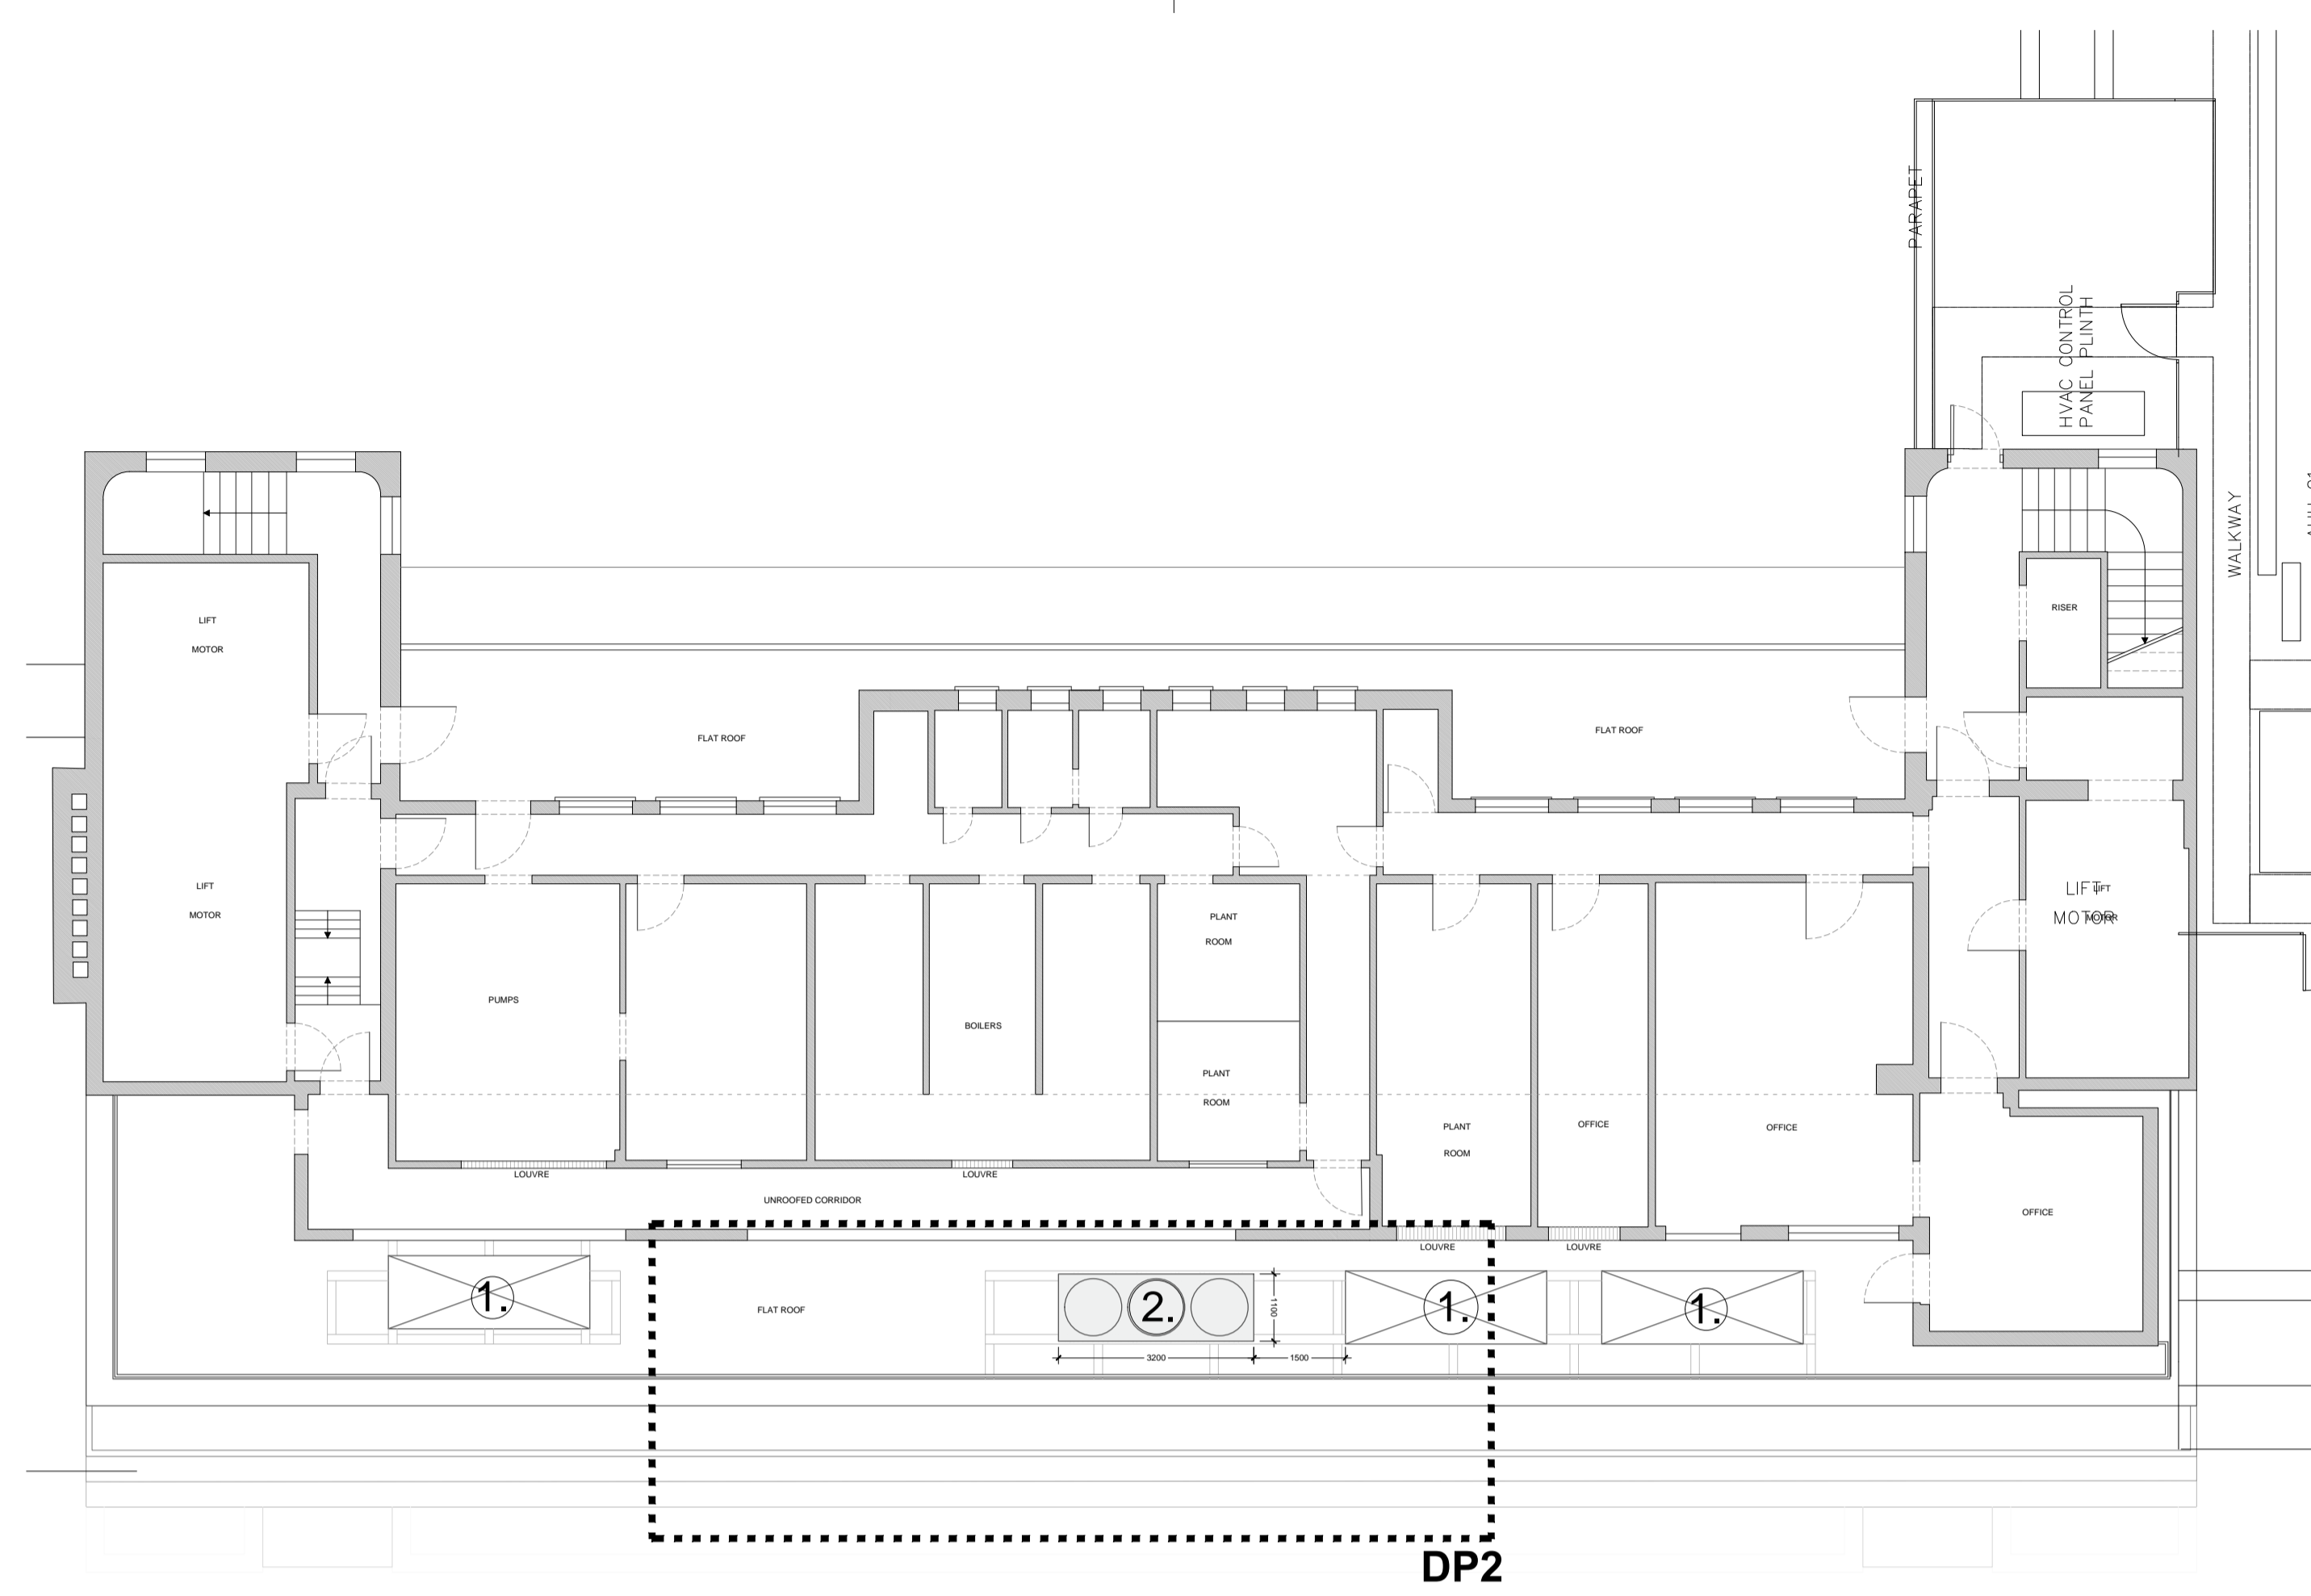 PARAPET
HVAC CONTROL
PANEL PLINTH
WALKWAY
LIFT
MOTOR
RISER
FLAT ROOF
FLAT ROOF
LIFT
MOTOR
LIFT
LIFT
MOTOR
MOTOR
PLANT
ROOM
PUMPS
BOILERS
PLANT
ROOM
PLANT
ROOM
OFFICE
OFFICE
LOUVRE
LOUVRE
UNROOFED CORRIDOR
OFFICE
LOUVRE
LOUVRE
1.
FLAT ROOF
2.
1100
1.
1.
3200
1500
DP2